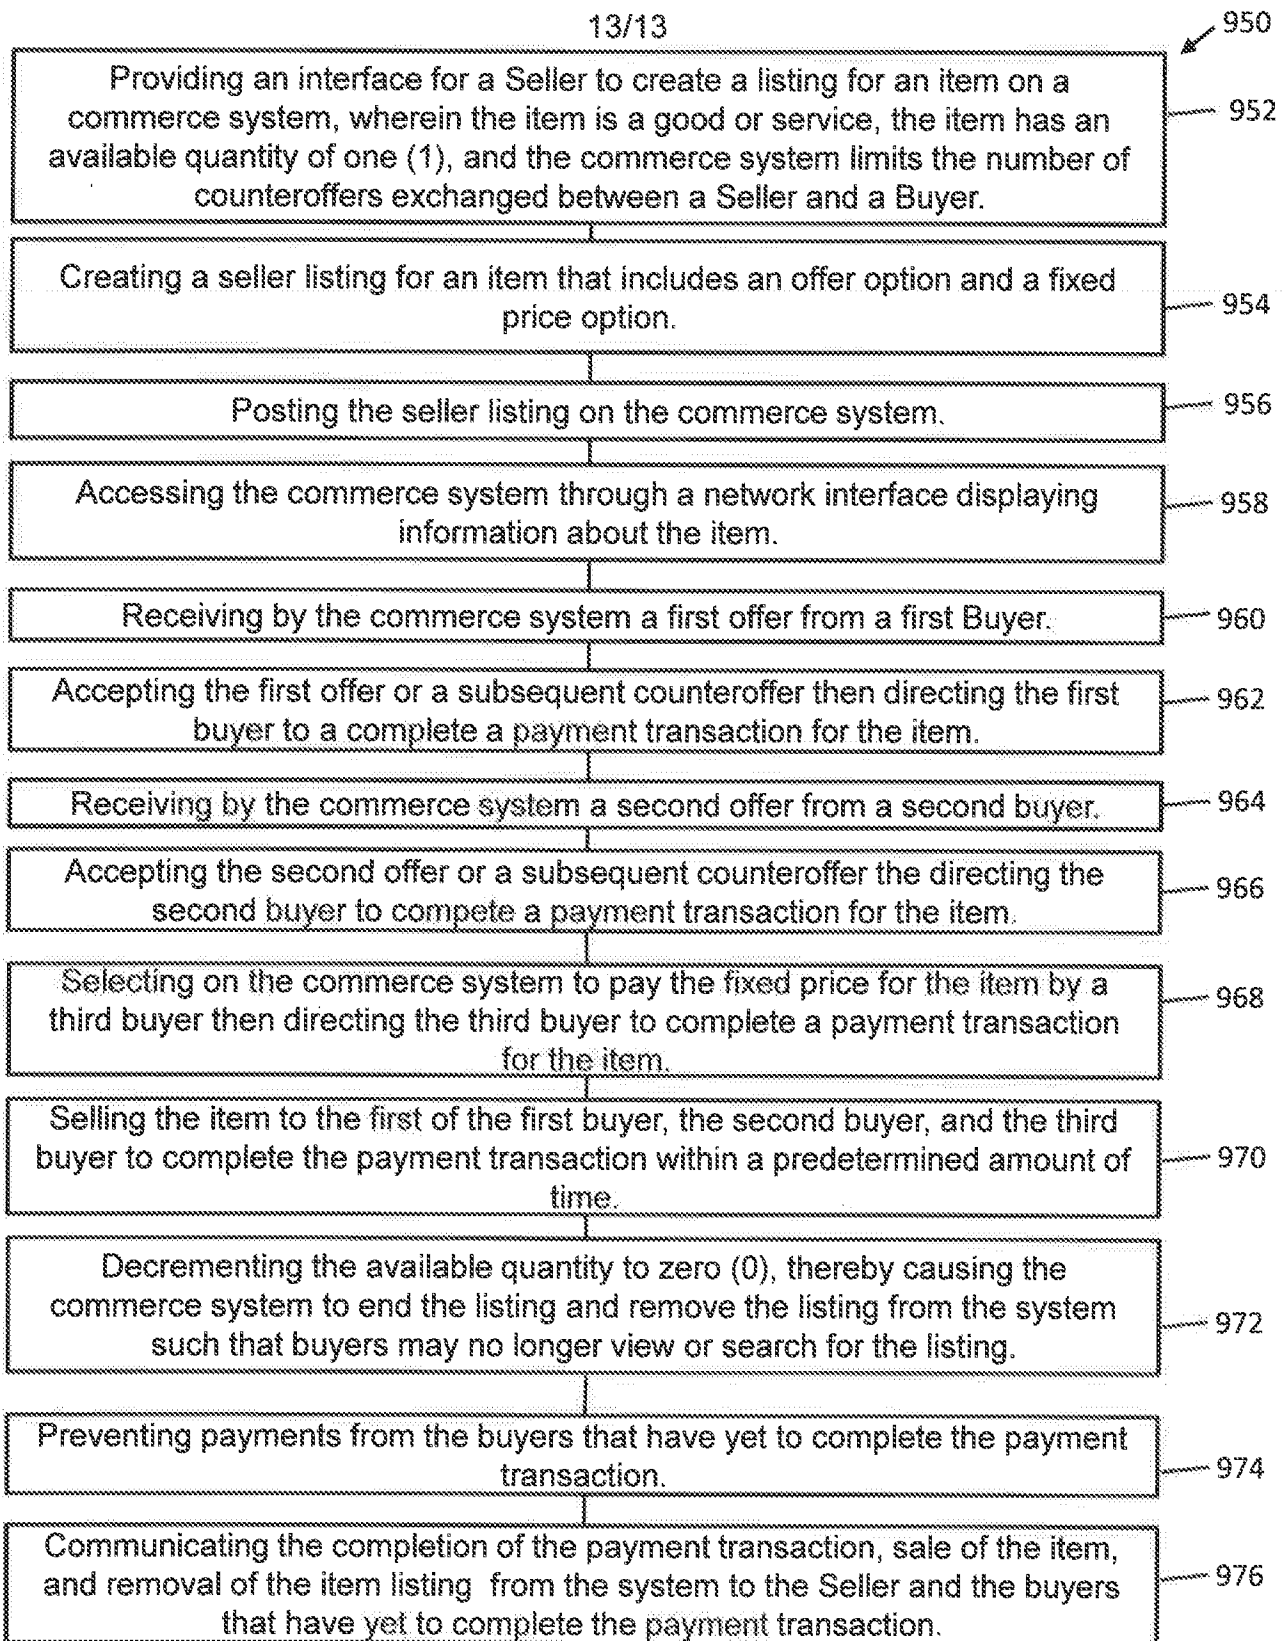 13/13
950
Providing an interface for a Seller to create a listing for an item on a
commerce system, wherein the item is a good or service, the item has an
available quantity of one (1), and the commerce system limits the number of
counteroffers exchanged between a Seller and a Buyer.
952
Creating a seller listing for an item that includes an offer option and a fixed
price option.
954
Posting the seller listing on the commerce system.
956
Accessing the commerce system through a network interface displaying
information about the item.
958
Receiving by the commerce system a first offer from a first Buyer.
960
Accepting the first offer or a subsequent counteroffer then directing the first
buyer to a complete a payment transaction for the item.
962
Receiving by the commerce system a second offer from a second buyer.
964
Accepting the second offer or a subsequent counteroffer the directing the
second buyer to compete a payment transaction for the item.
966
Selecting on the commerce system to pay the fixed price for the item by a
third buyer then directing the third buyer to complete a payment transaction
for the item.
968
Selling the item to the first of the first buyer, the second buyer, and the third
buyer to complete the payment transaction within a predetermined amount of
time.
970
Decrementing the available quantity to zero (0), thereby causing the
commerce system to end the listing and remove the listing from the system
such that buyers may no longer view or search for the listing.
972
Preventing payments from the buyers that have yet to complete the payment
transaction.
974
Communicating the completion of the payment transaction, sale of the item,
and removal of the item listing from the system to the Seller and the buyers
that have yet to complete the payment transaction.
976